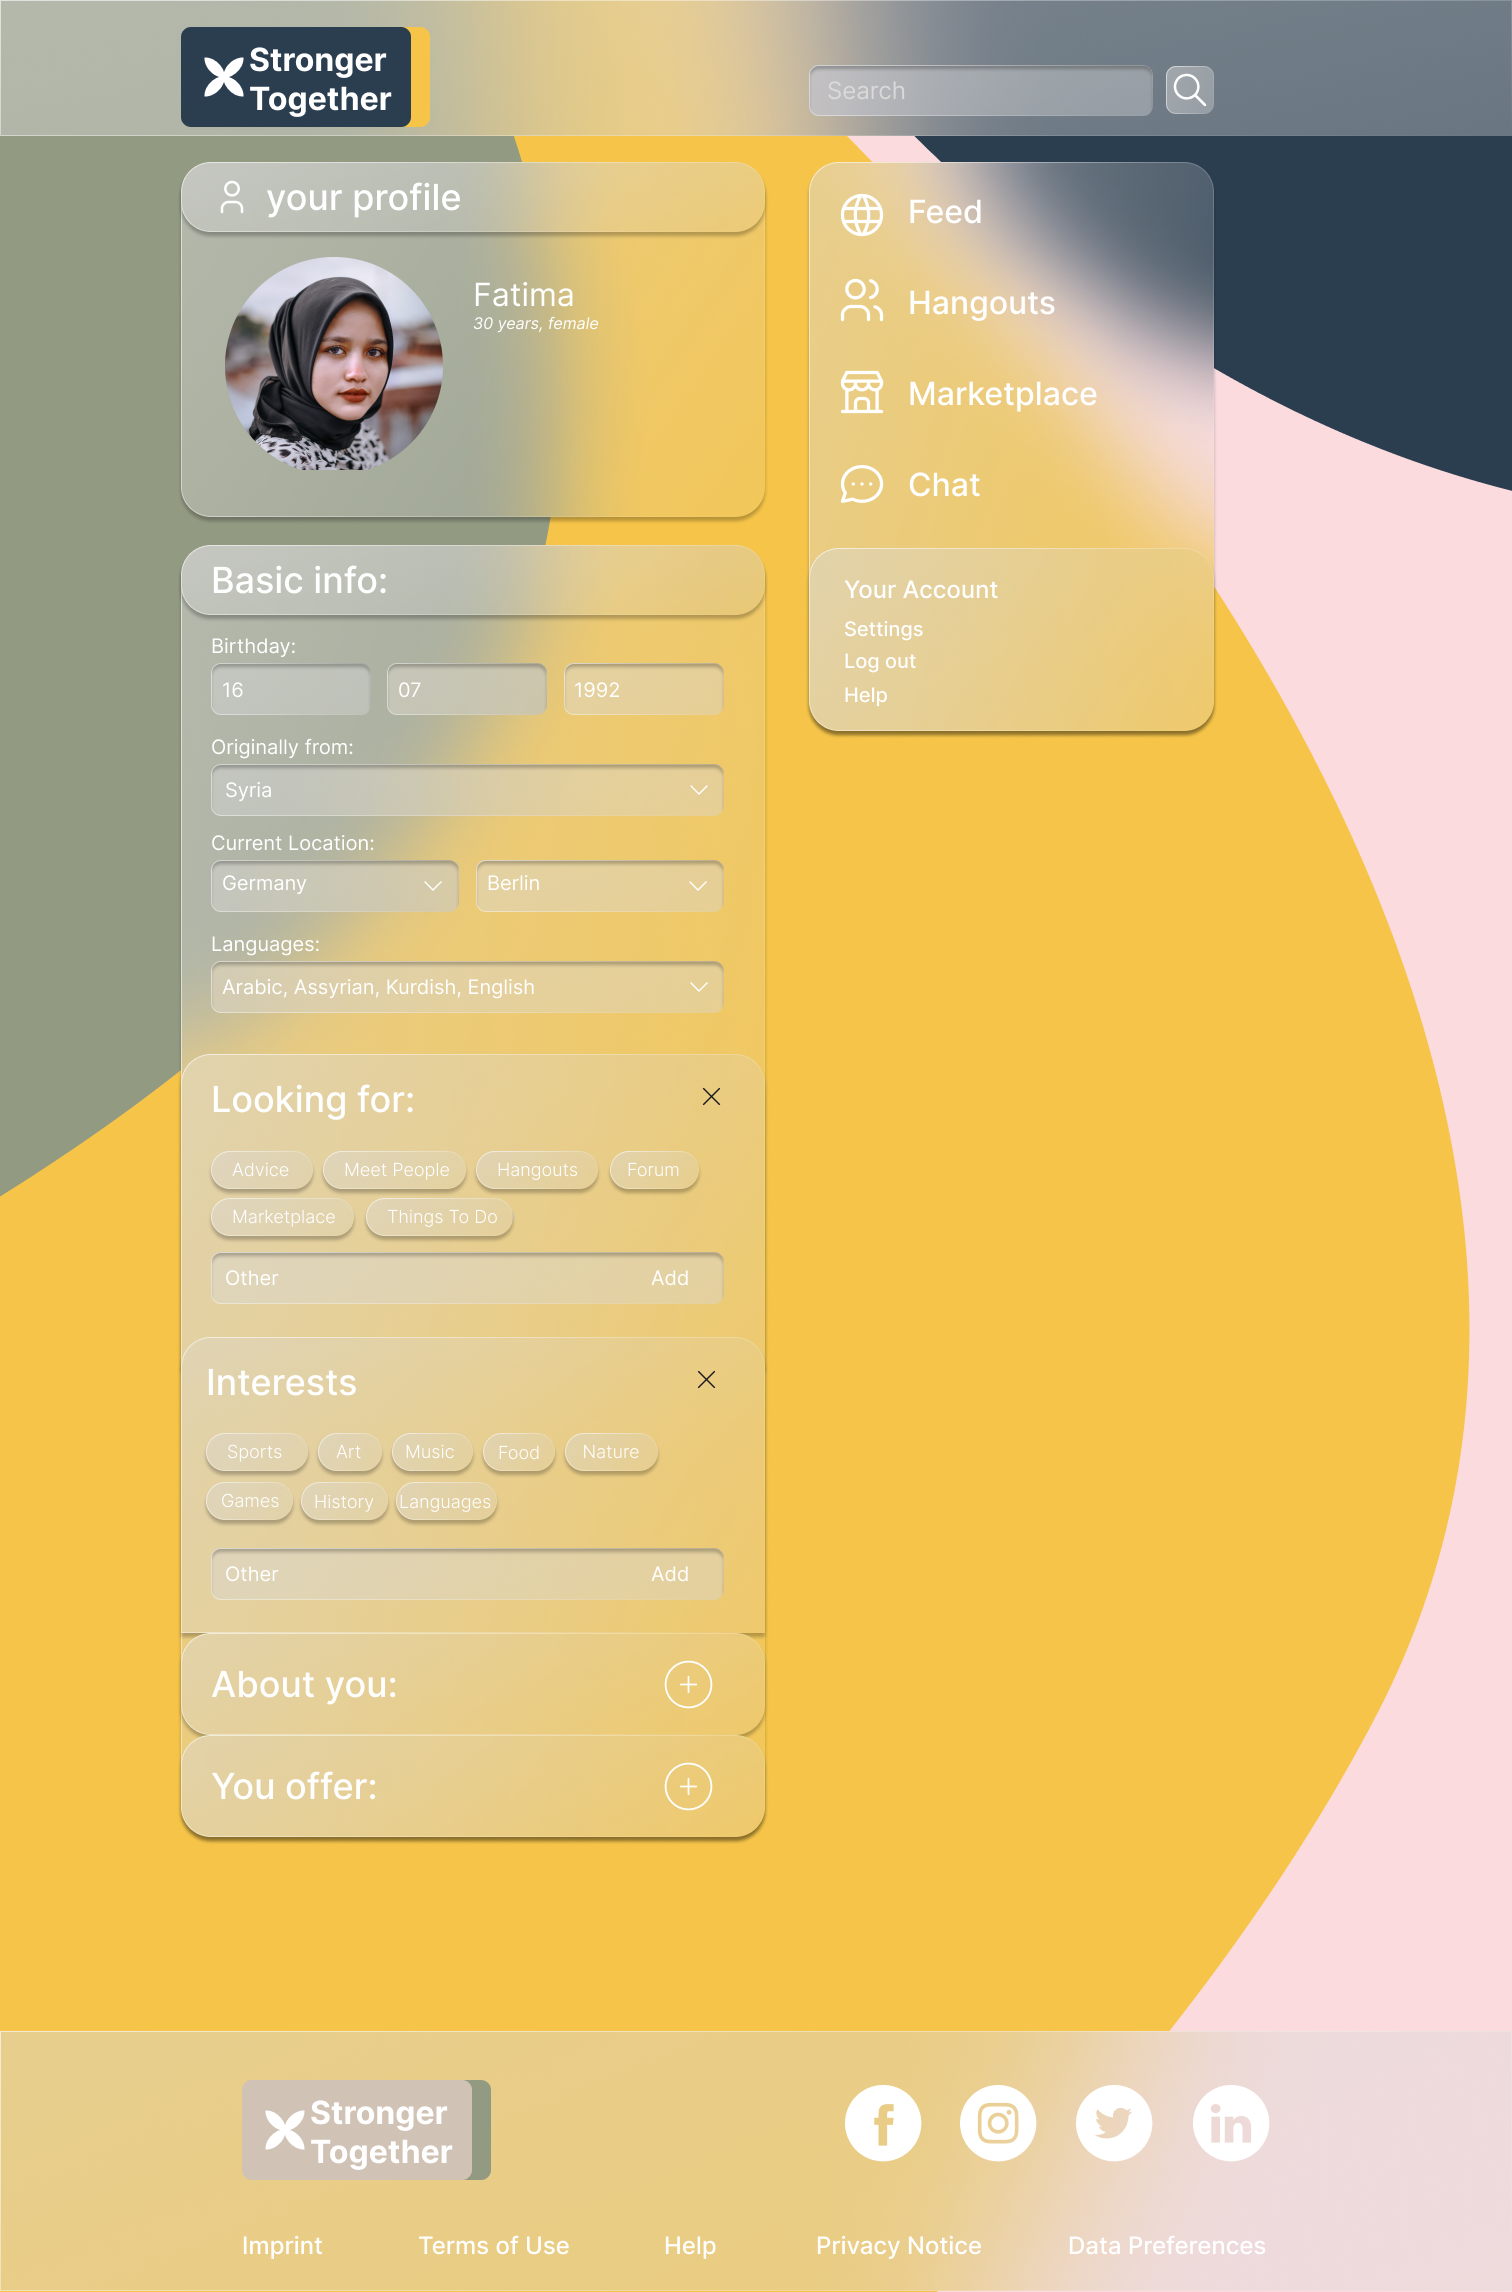 Stronger
Together
Search
your profile
Fatima
30 years, female
Feed
Hangouts
Marketplace
Chat
Your Account
Settings
Log out
Help
Basic info:
Birthday:
16 07 1992
Originally from:
Syria
Current Location:
Germany Berlin
Languages:
Arabic, Assyrian, Kurdish, English
Looking for:
Advice Meet People Hangouts Forum
Marketplace Things To Do
Other Add
Interests
Sports Art Music Food Nature
Games History Languages
Other Add
About you:
You offer:
Stronger
Together
Imprint Terms of Use Help Privacy Notice Data Preferences